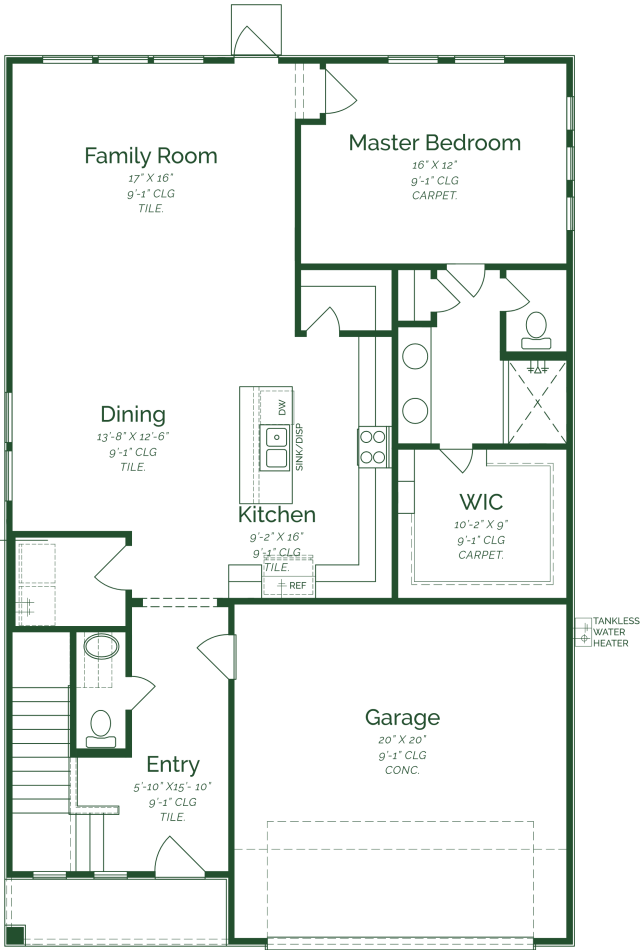 Family Room
17" X 16"
9'-1" CLG
TILE.
Master Bedroom
16" X 12"
9'-1" CLG
CARPET.
Dining
13'-8" X 12'-6"
9'-1" CLG
TILE.
DW
SINK/DISP
Kitchen
9'-2" X 16"
9'-1" CLG
TILE.
REF
X
WIC
10'-2" X 9"
9'-1" CLG
CARPET.
TANKLESS
WATER
HEATER
Garage
20" X 20"
9'-1" CLG
CONC.
Entry
5'-10" X15'- 10"
9'-1" CLG
TILE.